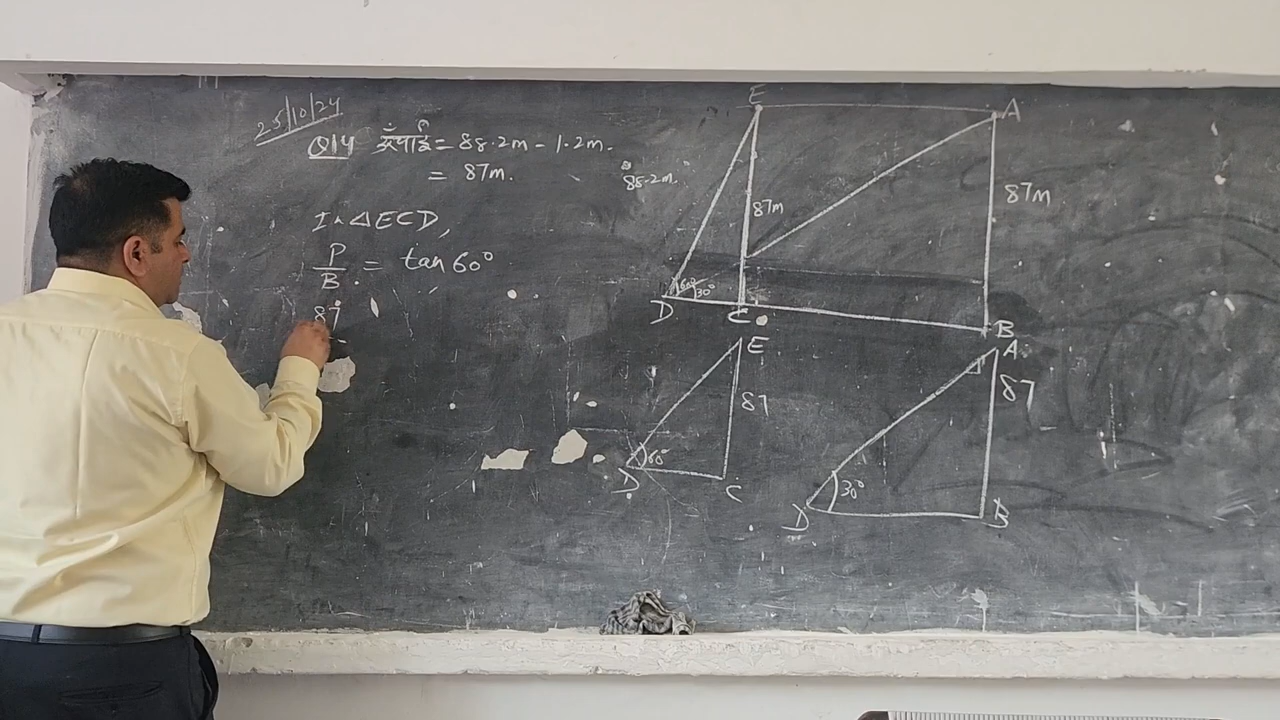 25/10/24
Q14 ऊँचाई = 88.2m - 1.2m.
= 87m.
In △ECD,
P/B. = tan 60°
87
E
A
88.2m.
87m
87m
60°
30°
D
C
B
E
87
60°
D
C
A
87
30°
D
B